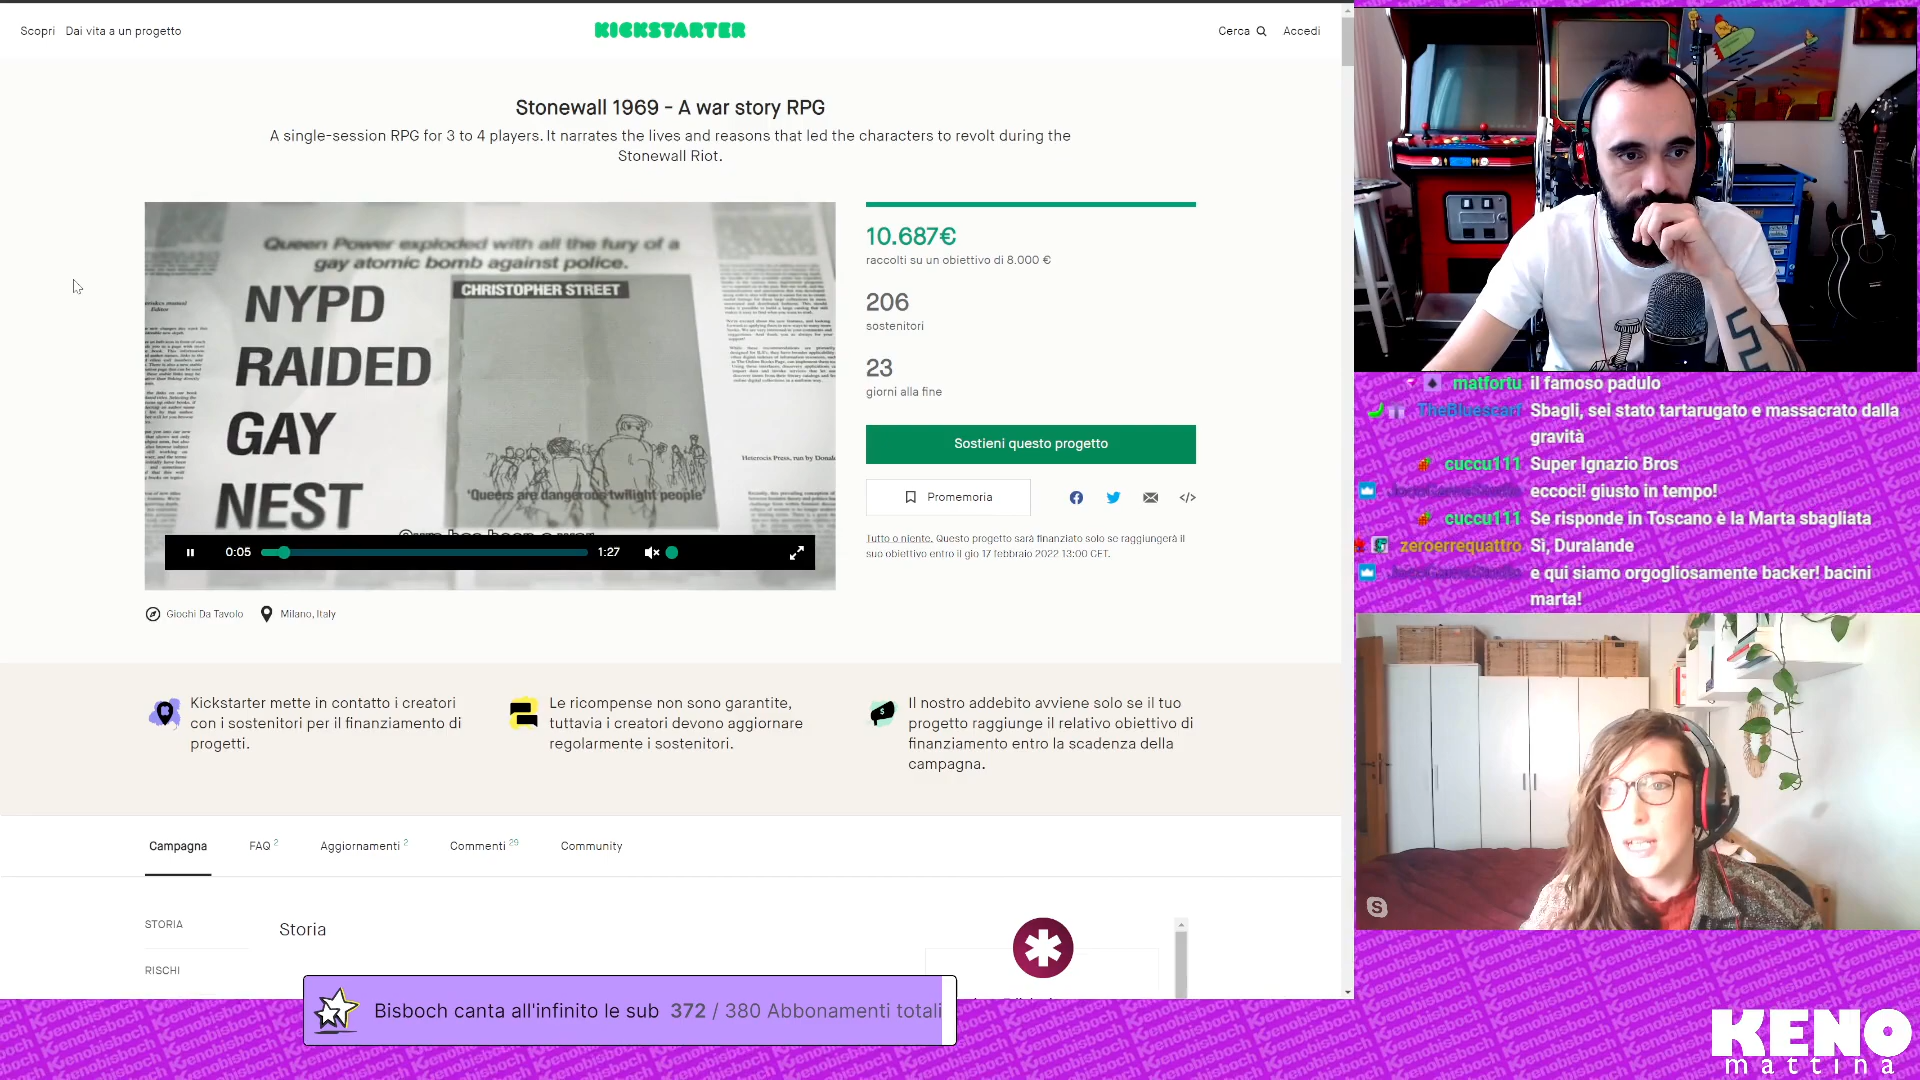 Scopri
Dai vita a un progetto
KICKSTARTER
Cerca
Accedi
Stonewall 1969 - A war story RPG
A single-session RPG for 3 to 4 players. It narrates the lives and reasons that led the characters to revolt during the
Stonewall Riot.
Queen Power exploded with all the fury of a
gay atomic bomb against police.
CHRISTOPHER STREET
NYPD
RAIDED
GAY
NEST
'Queers are dangerous twilight people'
Heterocis Press, run by Donald
0:05
1:27
10.687€
raccolti su un obiettivo di 8.000 €
206
sostenitori
23
giorni alla fine
Sostieni questo progetto
Promemoria
Tutto o niente. Questo progetto sarà finanziato solo se raggiungerà il
suo obiettivo entro il gio 17 febbraio 2022 13:00 CET.
Giochi Da Tavolo
Milano, Italy
Kickstarter mette in contatto i creatori
con i sostenitori per il finanziamento di
progetti.
Le ricompense non sono garantite,
tuttavia i creatori devono aggiornare
regolarmente i sostenitori.
Il nostro addebito avviene solo se il tuo
progetto raggiunge il relativo obiettivo di
finanziamento entro la scadenza della
campagna.
Campagna
FAQ 2
Aggiornamenti 2
Commenti 29
Community
STORIA
RISCHI
Storia
Bisboch canta all'infinito le sub 372 / 380 Abbonamenti totali
matfortu il famoso padulo
TheBluescarf Sbagli, sei stato tartarugato e massacrato dalla
gravità
cuccu111 Super Ignazio Bros
eccoci! giusto in tempo!
cuccu111 Se risponde in Toscano è la Marta sbagliata
zeroerrequattro Sì, Duralande
e qui siamo orgogliosamente backer! bacini
marta!
KENO
mattina